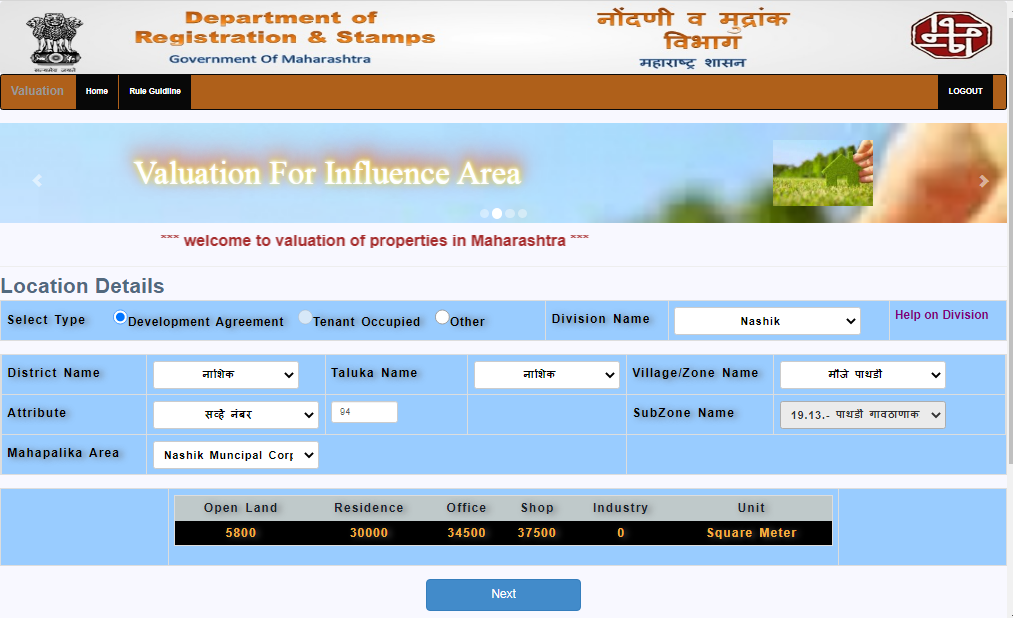 Department of
Registration & Stamps
Government Of Maharashtra
सत्यमेव जयते
नोंदणी व मुद्रांक
विभाग
महाराष्ट्र शासन
Valuation Home Rule Guidline LOGOUT
Valuation For Influence Area
*** welcome to valuation of properties in Maharashtra ***
Location Details
Select Type Development Agreement Tenant Occupied Other Division Name Nashik Help on Division
District Name नाशिक Taluka Name नाशिक Village/Zone Name मौजे पाथर्डी
Attribute सर्व्हे नंबर 94 SubZone Name 19.13.- पाथर्डी गावठाणाक
Mahapalika Area Nashik Muncipal Corp
Open Land Residence Office Shop Industry Unit
5800 30000 34500 37500 0 Square Meter
Next